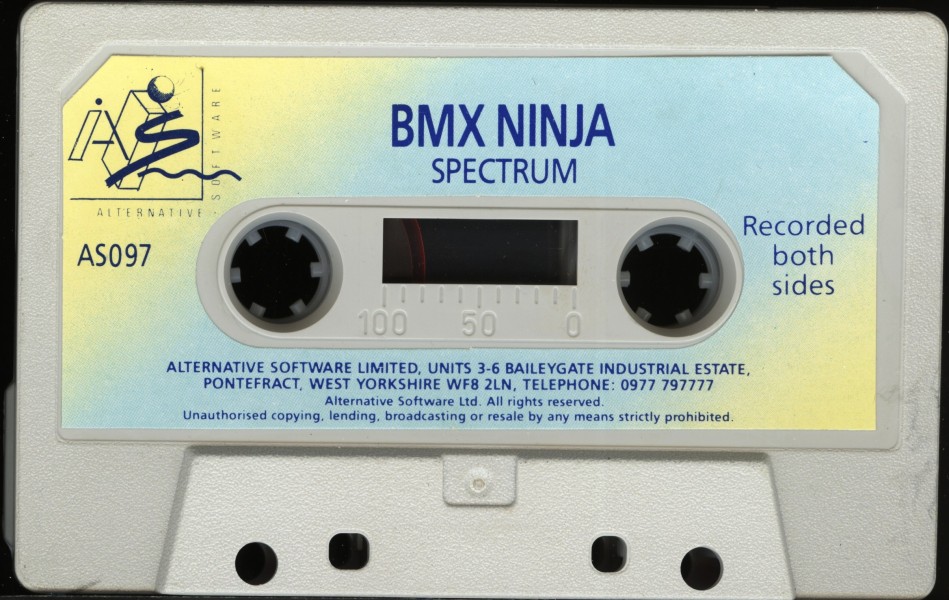 SOFTWARE
ALTERNATIVE
BMX NINJA
SPECTRUM
AS097
Recorded
both
sides
100 50 0
ALTERNATIVE SOFTWARE LIMITED, UNITS 3-6 BAILEYGATE INDUSTRIAL ESTATE,
PONTEFRACT, WEST YORKSHIRE WF8 2LN, TELEPHONE: 0977 797777
Alternative Software Ltd. All rights reserved.
Unauthorised copying, lending, broadcasting or resale by any means strictly prohibited.